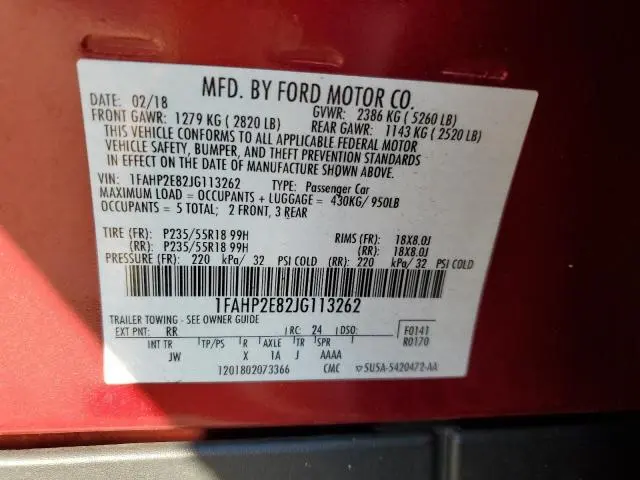 MFD. BY FORD MOTOR CO.
DATE: 02/18 GVWR: 2386 KG ( 5260 LB)
FRONT GAWR: 1279 KG ( 2820 LB) REAR GAWR: 1143 KG ( 2520 LB)
THIS VEHICLE CONFORMS TO ALL APPLICABLE FEDERAL MOTOR
VEHICLE SAFETY, BUMPER, AND THEFT PREVENTION STANDARDS
IN EFFECT ON THE DATE OF MANUFACTURE SHOWN ABOVE.
VIN: 1FAHP2E82JG113262 TYPE: Passenger Car
MAXIMUM LOAD = OCCUPANTS + LUGGAGE = 430KG/ 950LB
OCCUPANTS = 5 TOTAL; 2 FRONT, 3 REAR
TIRE (FR): P235/55R18 99H RIMS (FR): 18X8.0J
(RR): P235/55R18 99H (RR): 18X8.0J
PRESSURE (FR): 220 kPa/ 32 PSI COLD (RR): 220 kPa/ 32 PSI COLD
1FAHP2E82JG113262
TRAILER TOWING - SEE OWNER GUIDE
EXT PNT: RR RC: 24 DSO: F0141
INT TR TP/PS R AXLE TR SPR R0170
JW X 1A J AAAA
1201802073366 CMC 5U5A-5420472-AA